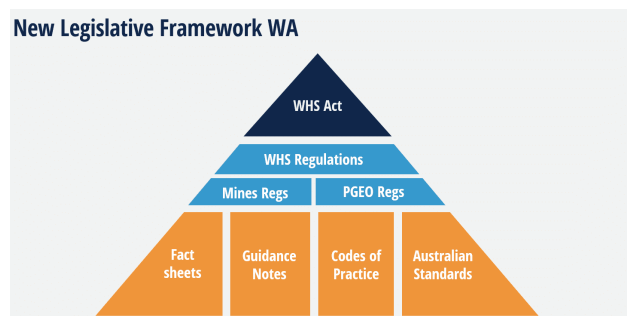 New Legislative Framework WA
WHS Act
WHS Regulations
Mines Regs
PGEO Regs
Fact
sheets
Guidance
Notes
Codes of
Practice
Australian
Standards